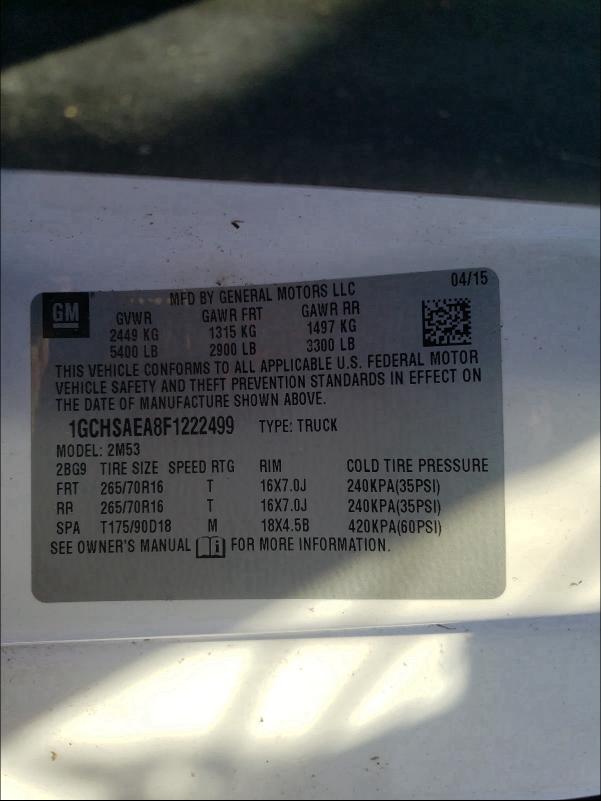 04/15
GM MFD BY GENERAL MOTORS LLC
GVWR GAWR FRT GAWR RR
2449 KG 1315 KG 1497 KG
5400 LB 2900 LB 3300 LB
THIS VEHICLE CONFORMS TO ALL APPLICABLE U.S. FEDERAL MOTOR
VEHICLE SAFETY AND THEFT PREVENTION STANDARDS IN EFFECT ON
THE DATE OF MANUFACTURE SHOWN ABOVE.
1GCHSAEA8F1222499 TYPE: TRUCK
MODEL: 2M53
2BG9 TIRE SIZE SPEED RTG RIM COLD TIRE PRESSURE
FRT 265/70R16 T 16X7.0J 240KPA(35PSI)
RR 265/70R16 T 16X7.0J 240KPA(35PSI)
SPA T175/90D18 M 18X4.5B 420KPA(60PSI)
SEE OWNER'S MANUAL i FOR MORE INFORMATION.